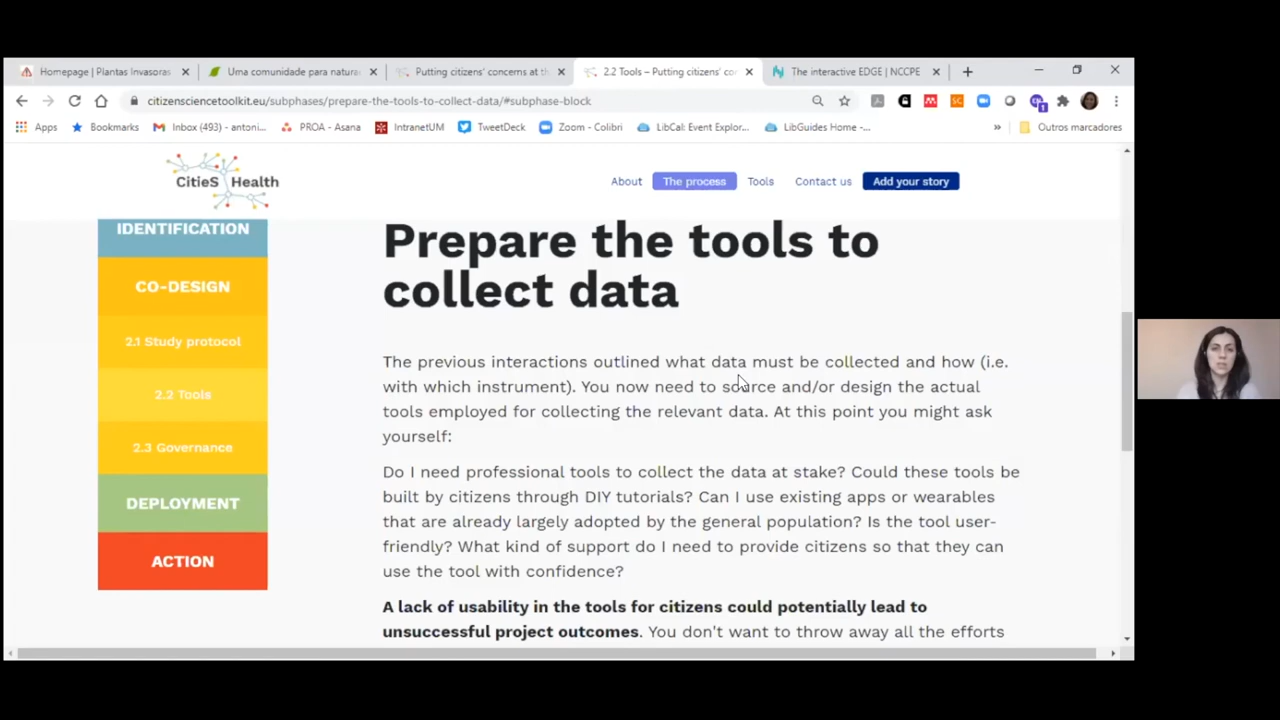 Homepage | Plantas Invasoras
Uma comunidade para natura
Putting citizens' concerns at th
2.2 Tools – Putting citizens' co
The interactive EDGE | NCCPE
citizensciencetoolkit.eu/subphases/prepare-the-tools-to-collect-data/#subphase-block
Apps
Bookmarks
Inbox (493) - antoni...
PROA - Asana
IntranetUM
TweetDeck
Zoom - Colibri
LibCal: Event Explor...
LibGuides Home -...
»
Outros marcadores
CitieS Health
About
The process
Tools
Contact us
Add your story
IDENTIFICATION
CO-DESIGN
2.1 Study protocol
2.2 Tools
2.3 Governance
DEPLOYMENT
ACTION
Prepare the tools to
collect data
The previous interactions outlined what data must be collected and how (i.e.
with which instrument). You now need to source and/or design the actual
tools employed for collecting the relevant data. At this point you might ask
yourself:
Do I need professional tools to collect the data at stake? Could these tools be
built by citizens through DIY tutorials? Can I use existing apps or wearables
that are already largely adopted by the general population? Is the tool user-
friendly? What kind of support do I need to provide citizens so that they can
use the tool with confidence?
A lack of usability in the tools for citizens could potentially lead to
unsuccessful project outcomes. You don't want to throw away all the efforts